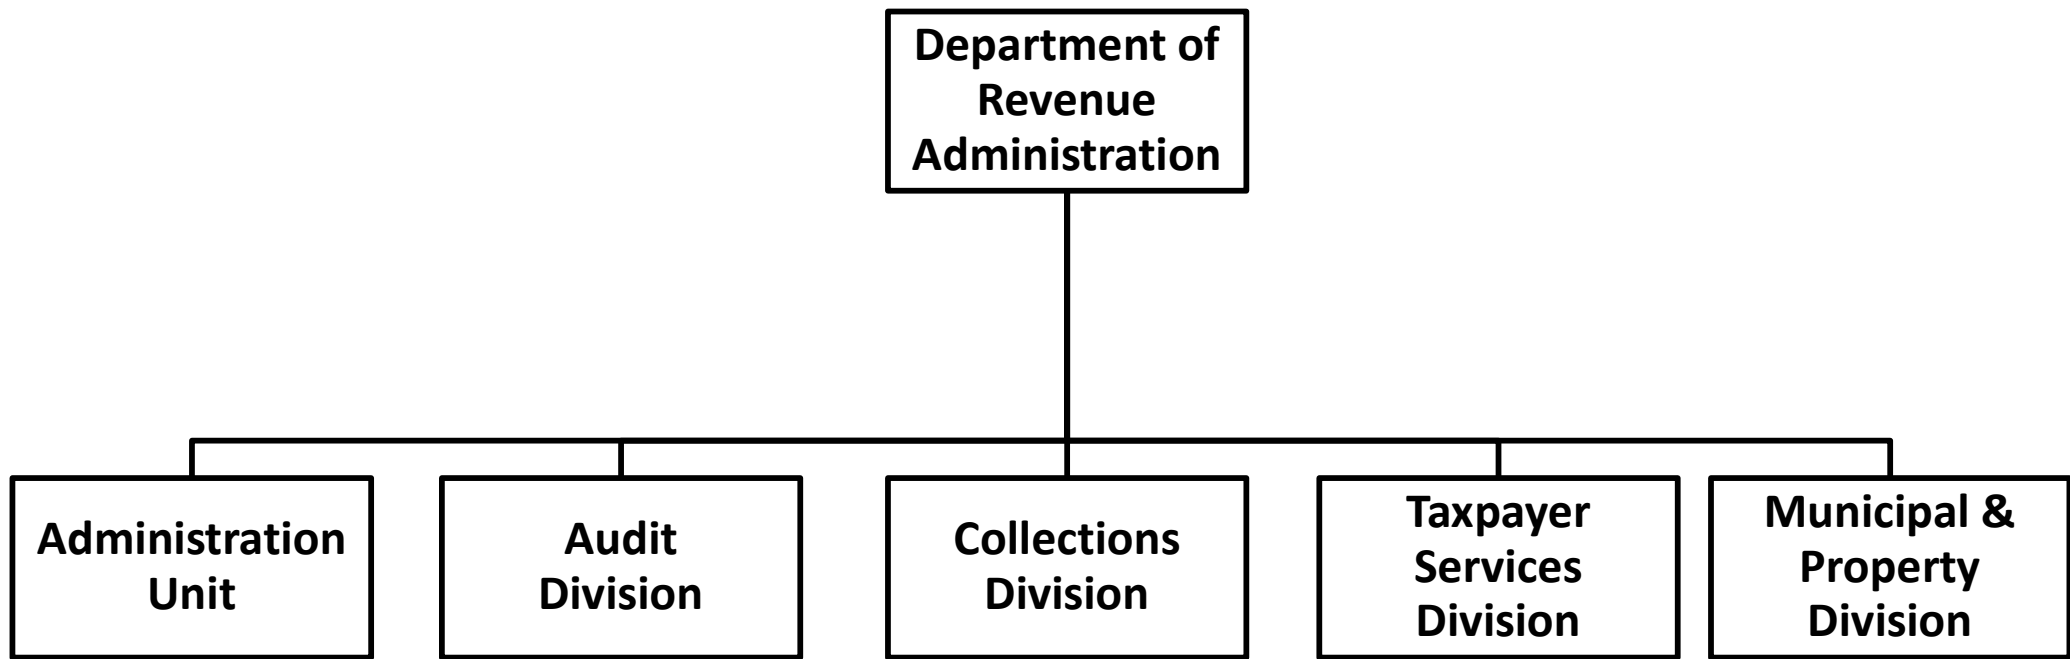 Department of
Revenue
Administration
Administration
Unit
Audit
Division
Collections
Division
Taxpayer
Services
Division
Municipal &
Property
Division